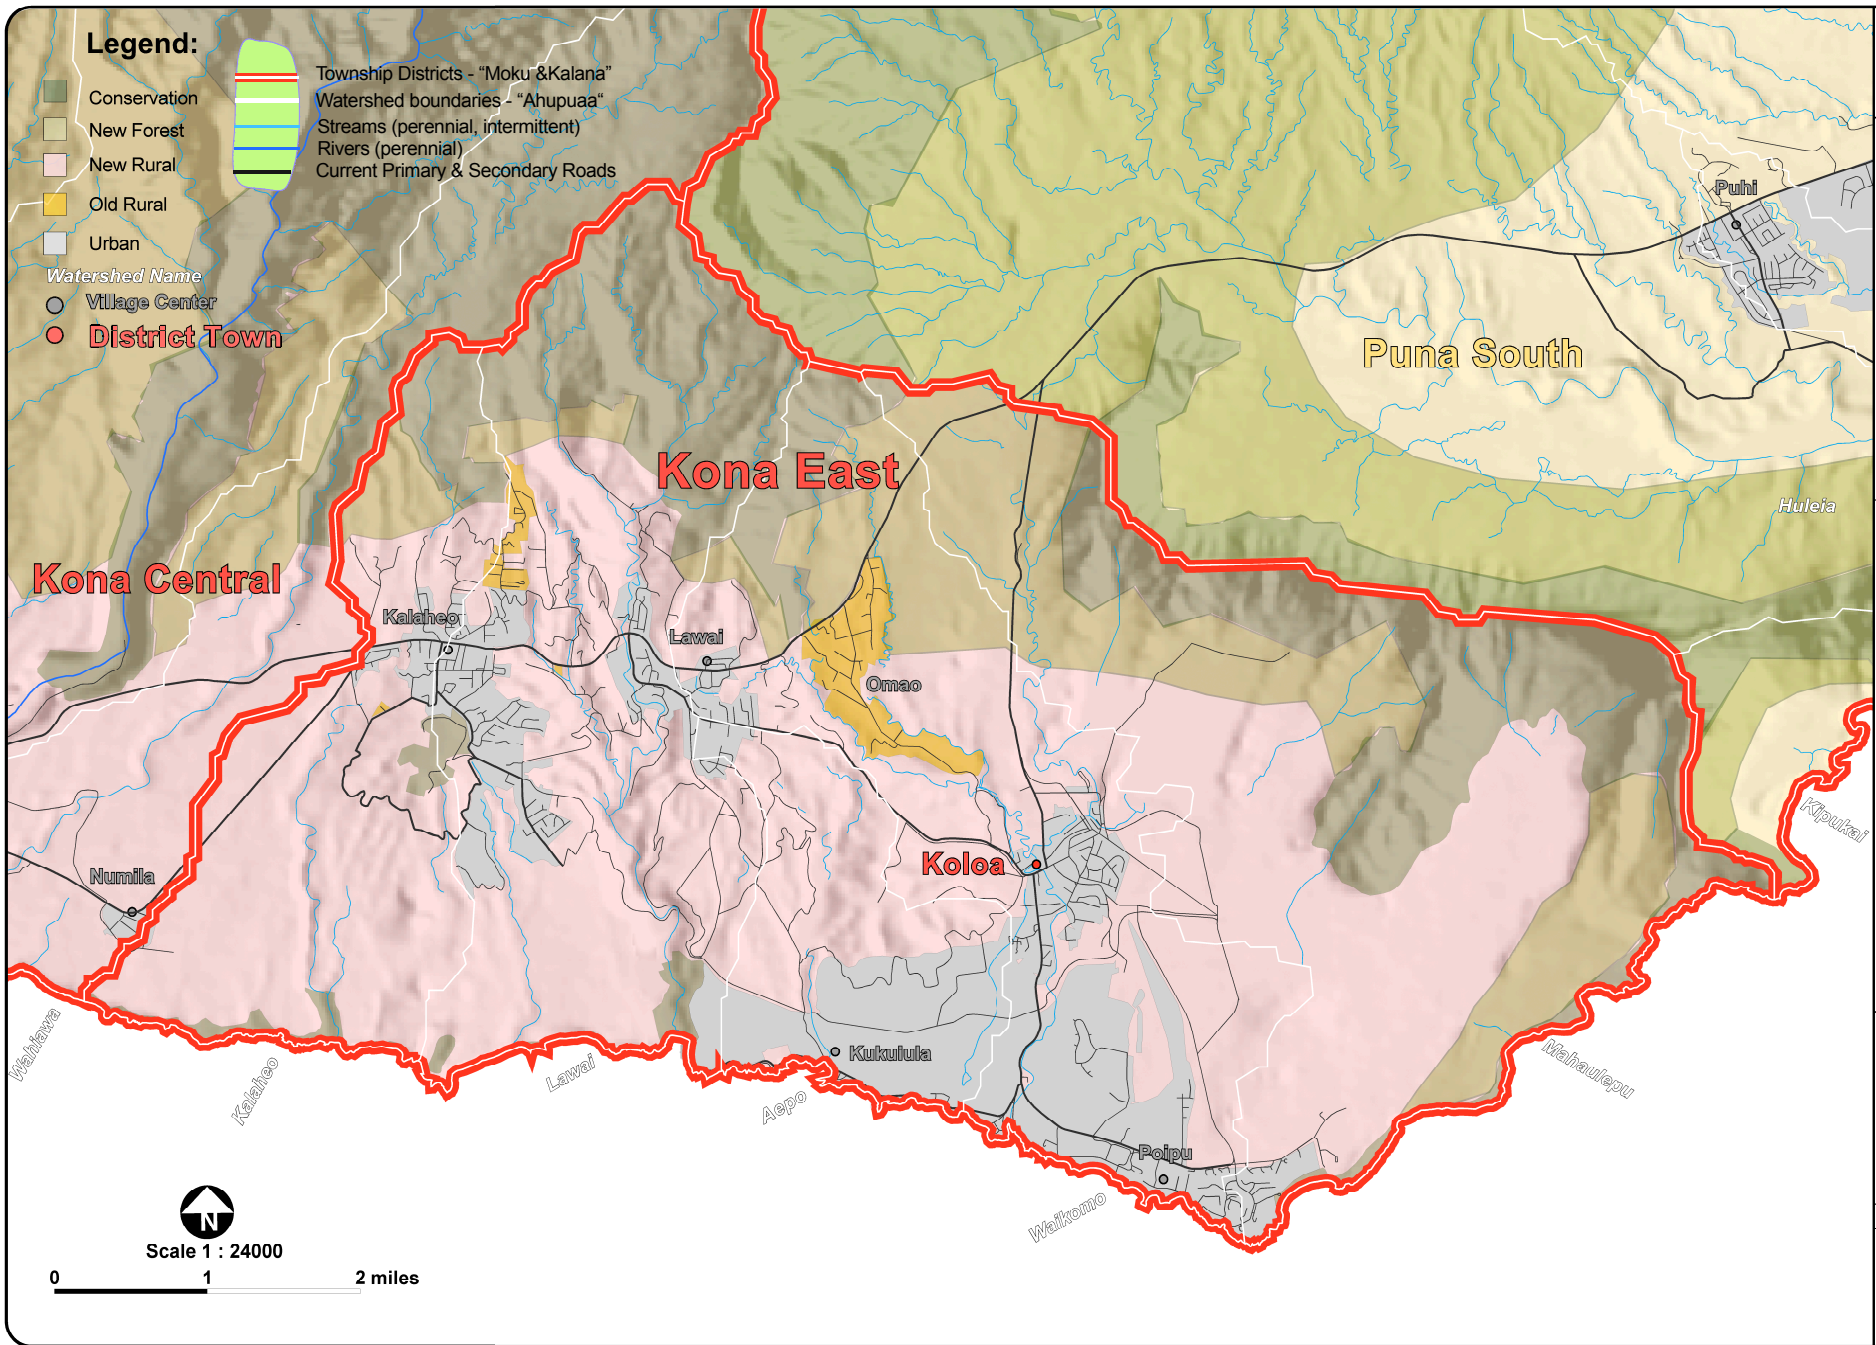 Legend:
Conservation
New Forest
New Rural
Old Rural
Urban
Watershed Name
Village Center
District Town
Township Districts - “Moku &Kalana”
Watershed boundaries - “Ahupuaa“
Streams (perennial, intermittent)
Rivers (perennial)
Current Primary & Secondary Roads
Puhi
Puna South
Kona East
Huleia
Kona Central
Kalaheo
Lawai
Omao
Kipukai
Koloa
Numila
Wahiawa
Kalaheo
Lawai
Aepo
Kukuiula
Mahaulepu
Poipu
Waikomo
N
Scale 1 : 24000
0 1 2 miles